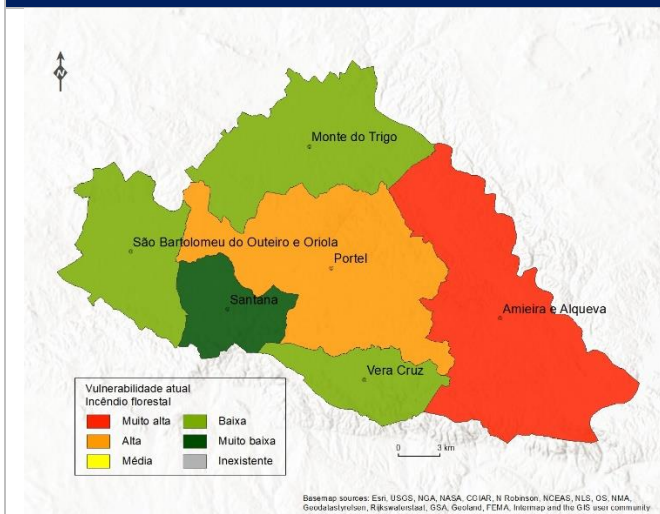 Monte do Trigo
São Bartolomeu do Outeiro e Oriola
Portel
Santana
Amieira e Alqueva
Vera Cruz
Vulnerabilidade atual
Incêndio florestal
Muito alta
Baixa
Alta
Muito baixa
Média
Inexistente
0 3 km
Basemap sources: Esri, USGS, NGA, NASA, CGIAR, N Robinson, NCEAS, NLS, OS, NMA,
Geodatastyrelsen, Rijkswaterstaat, GSA, Geoland, FEMA, Intermap and the GIS user community
N